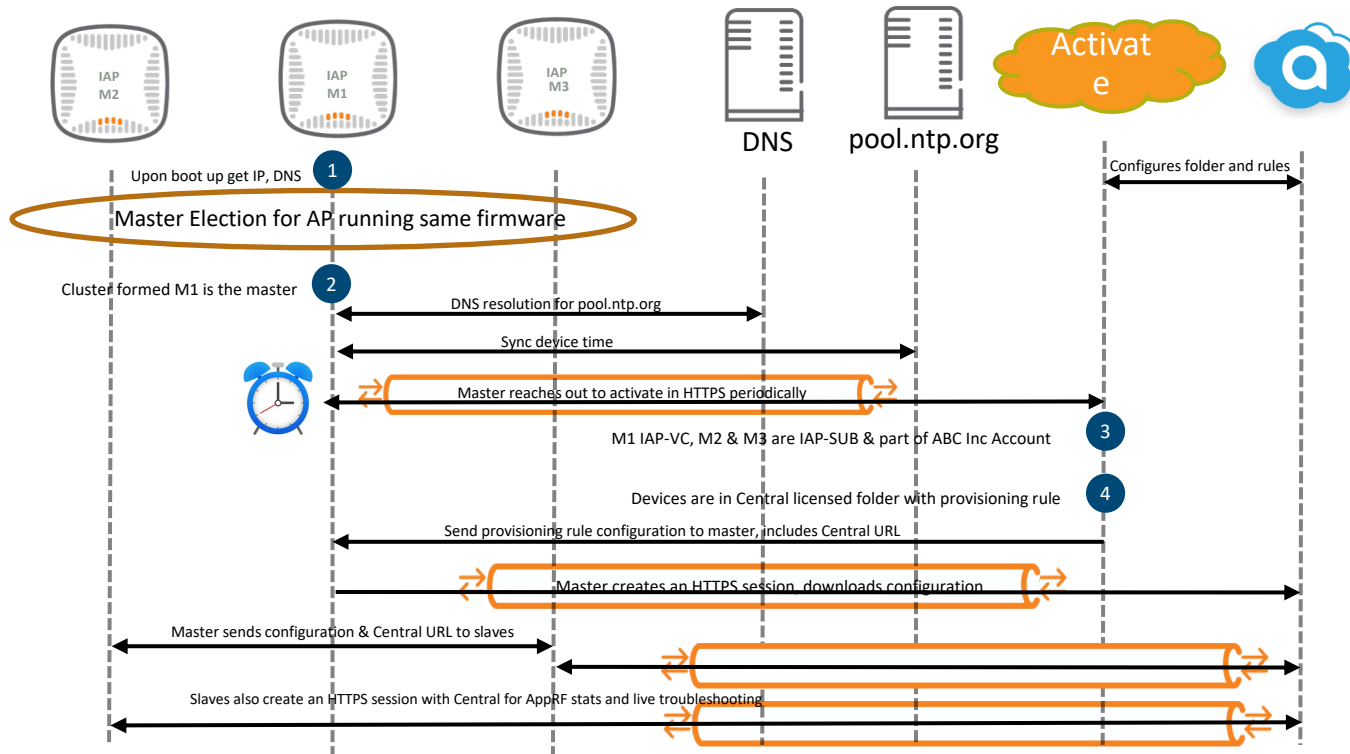 IAP
M2
IAP
M1
IAP
M3
DNS
pool.ntp.org
Activat
e
a
Configures folder and rules
Upon boot up get IP, DNS
1
Master Election for AP running same firmware
Cluster formed M1 is the master
2
DNS resolution for pool.ntp.org
Sync device time
Master reaches out to activate in HTTPS periodically
M1 IAP-VC, M2 & M3 are IAP-SUB & part of ABC Inc Account
3
Devices are in Central licensed folder with provisioning rule
4
Send provisioning rule configuration to master, includes Central URL
Master creates an HTTPS session, downloads configuration
Master sends configuration & Central URL to slaves
Slaves also create an HTTPS session with Central for AppRF stats and live troubleshooting